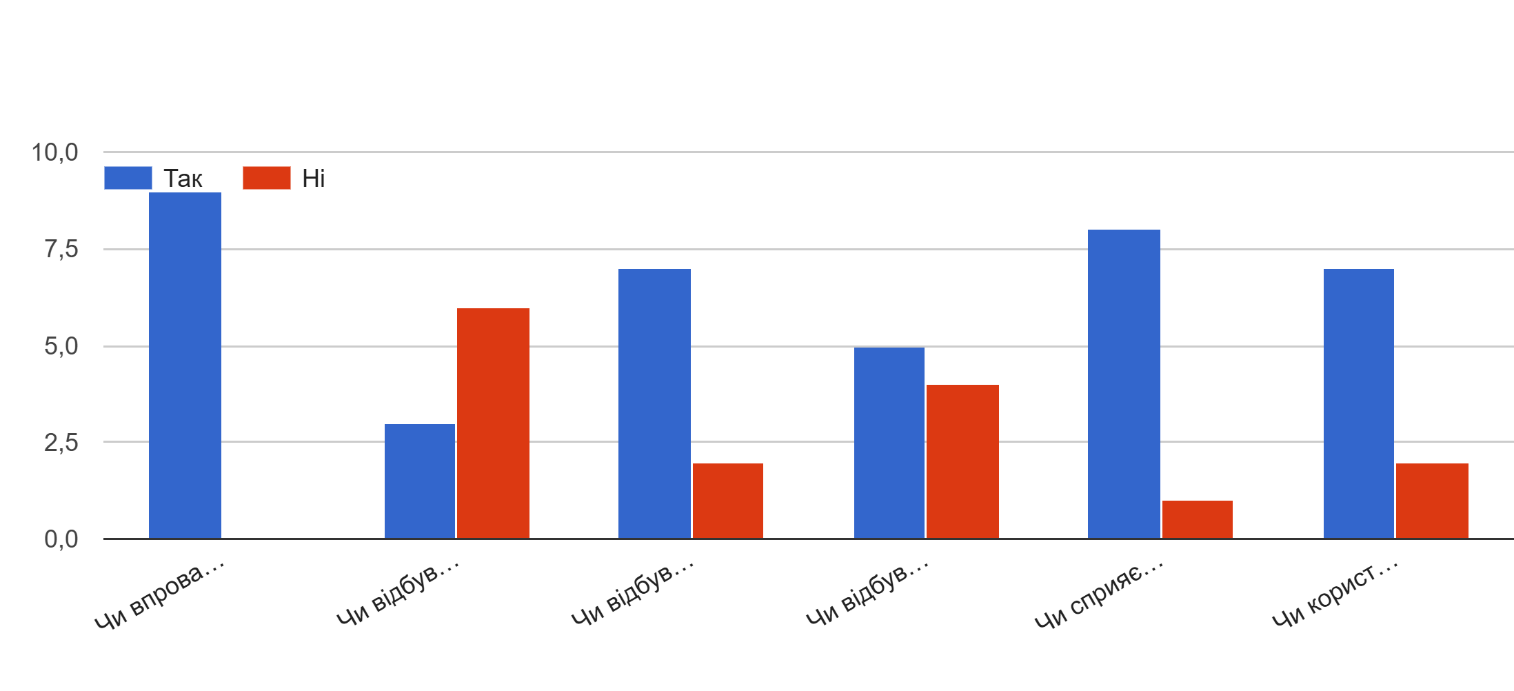 10,0
Так Ні
7,5
5,0
2,5
0,0
Чи впрова…
Чи відбув…
Чи відбув…
Чи відбув…
Чи сприяє…
Чи корист…